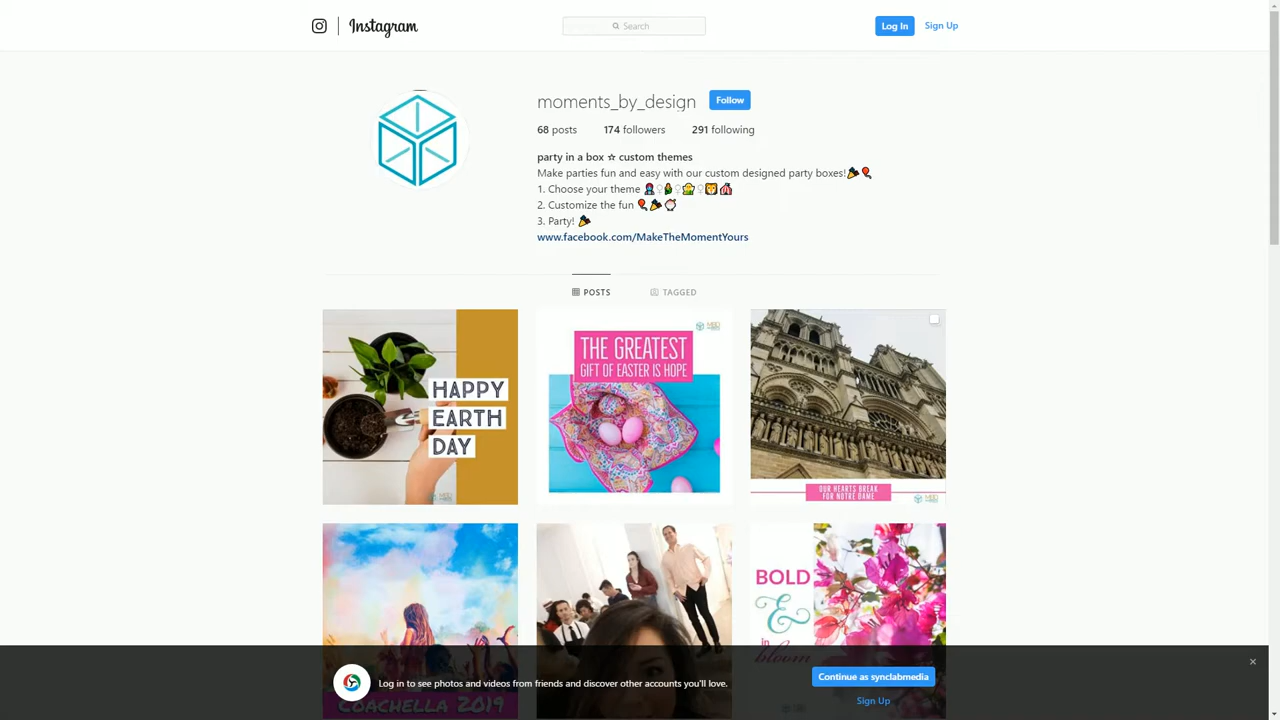 Instagram
Search
Log In
Sign Up
moments_by_design
Follow
68 posts
174 followers
291 following
party in a box ☆ custom themes
Make parties fun and easy with our custom designed party boxes!🎉🎈
1. Choose your theme
2. Customize the fun
3. Party! 🎉
www.facebook.com/MakeTheMomentYours
POSTS
TAGGED
HAPPY
EARTH
DAY
THE GREATEST
GIFT OF EASTER IS HOPE
OUR HEARTS BREAK
FOR NOTRE DAME
BOLD
&
in
bloom
COACHELLA 2019
Log in to see photos and videos from friends and discover other accounts you'll love.
Continue as synclabmedia
Sign Up